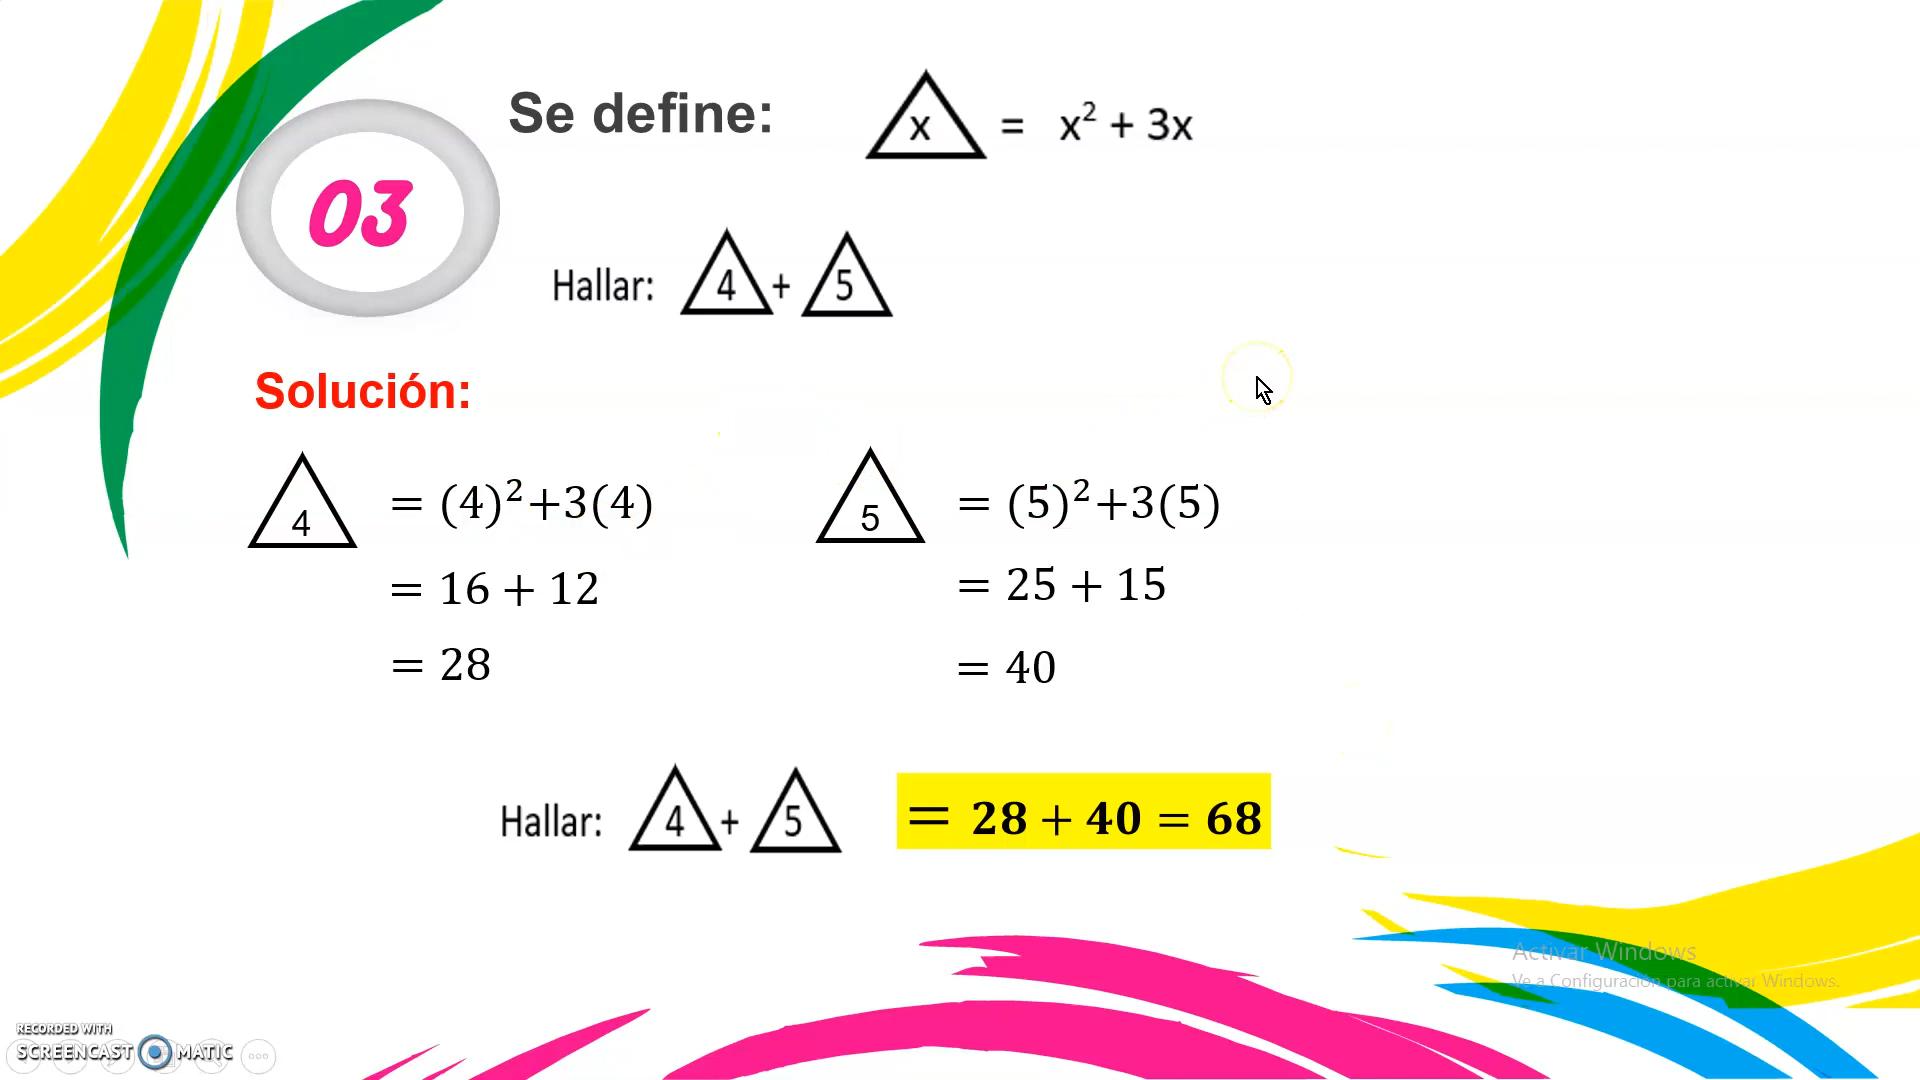 Se define: x = x² + 3x
03
Hallar: 4 + 5
Solución:
4 = (4)²+3(4)
= 16 + 12
= 28
5 = (5)²+3(5)
= 25 + 15
= 40
Hallar: 4 + 5 = 28 + 40 = 68
Activar Windows
Ve a Configuración para activar Windows.
RECORDED WITH
SCREENCAST MATIC